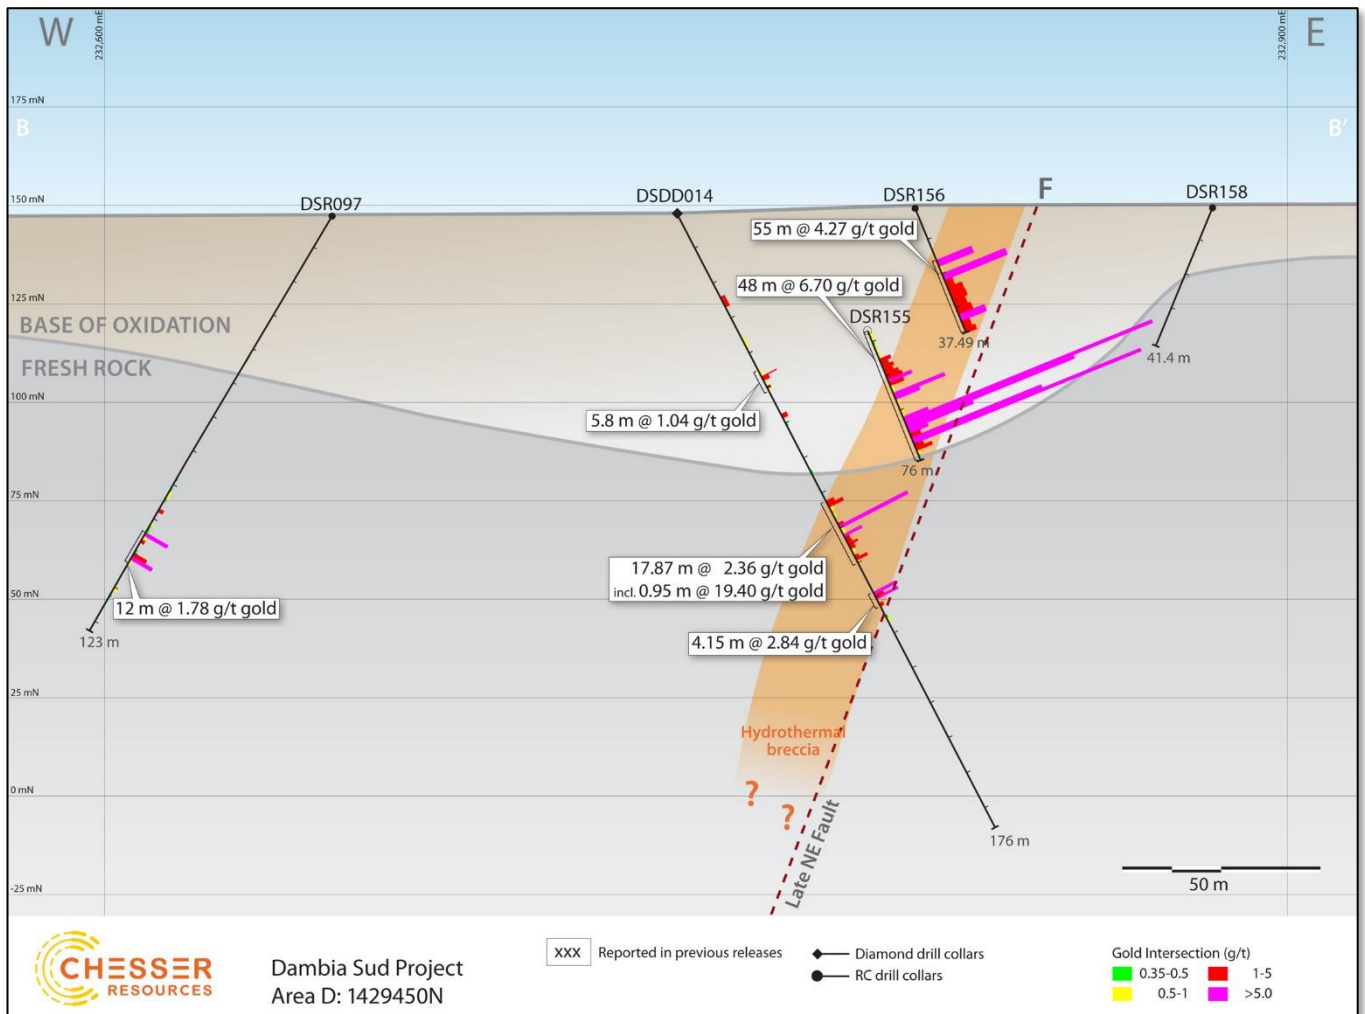 W
232,600 mE
232,900 mE
E
175 mN
B
B'
150 mN
DSR097
DSDD014
DSR156
F
DSR158
55 m @ 4.27 g/t gold
48 m @ 6.70 g/t gold
125 mN
DSR155
BASE OF OXIDATION
37.49 m
41.4 m
FRESH ROCK
100 mN
5.8 m @ 1.04 g/t gold
76 m
75 mN
17.87 m @ 2.36 g/t gold
incl. 0.95 m @ 19.40 g/t gold
50 mN
12 m @ 1.78 g/t gold
123 m
4.15 m @ 2.84 g/t gold
25 mN
Hydrothermal
breccia
0 mN
?
?
Late NE Fault
176 m
50 m
-25 mN
CHESSER
RESOURCES
Dambia Sud Project
Area D: 1429450N
XXX Reported in previous releases
Diamond drill collars
RC drill collars
Gold Intersection (g/t)
0.35-0.5 1-5
0.5-1 >5.0